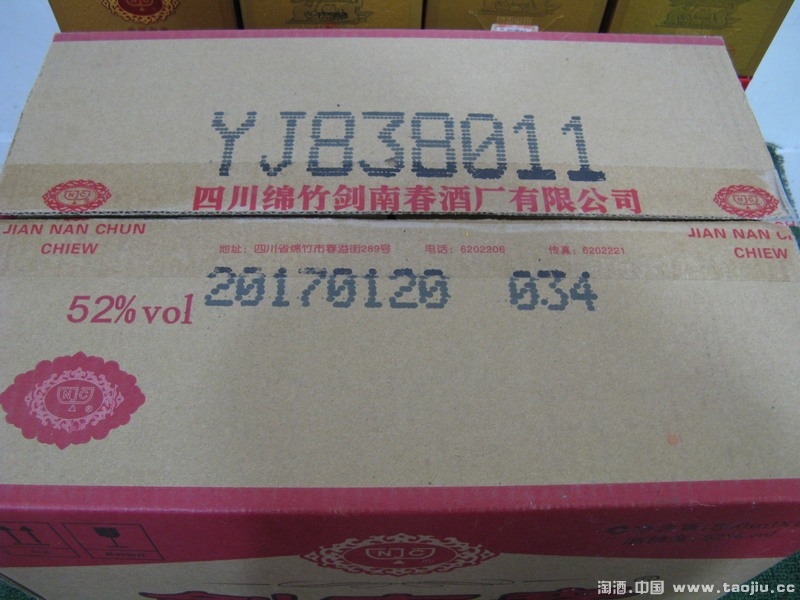 YJ838011
四川绵竹剑南春酒厂有限公司
JIAN NAN CHUN
CHIEW
JIAN NAN C
CHIEW
地址：四川省绵竹市春溢街289号 电话：6202206 传真：6202221
20170120 034
52%vol
NC
®
NC
淘酒.中国 www.taojiu.cc